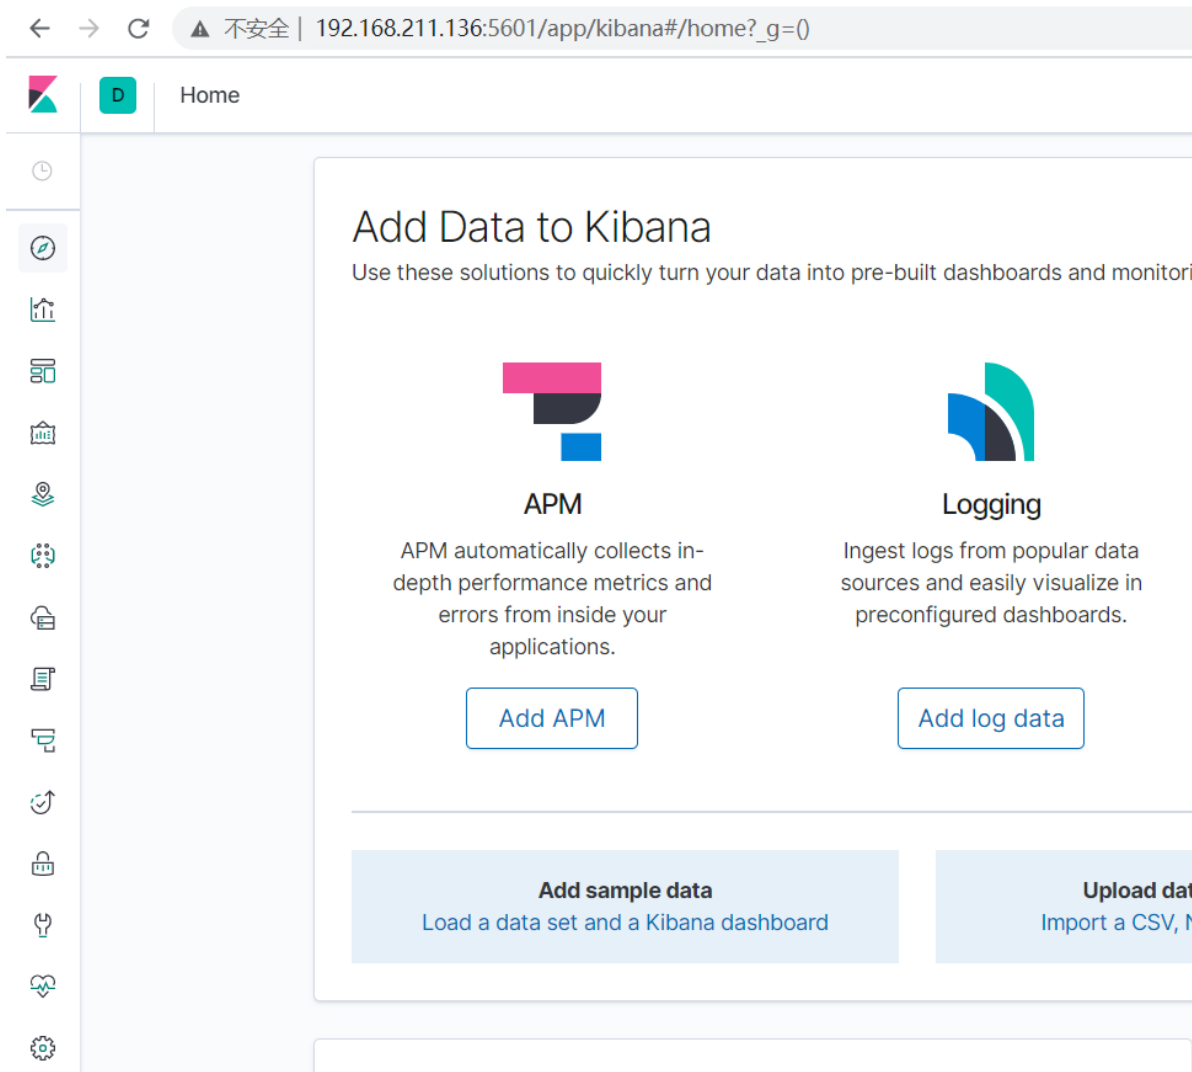 不安全 | 192.168.211.136:5601/app/kibana#/home?_g=()
D Home
Add Data to Kibana
Use these solutions to quickly turn your data into pre-built dashboards and monitori
APM
APM automatically collects in-
depth performance metrics and
errors from inside your
applications.
Add APM
Logging
Ingest logs from popular data
sources and easily visualize in
preconfigured dashboards.
Add log data
Add sample data
Load a data set and a Kibana dashboard
Upload dat
Import a CSV, N